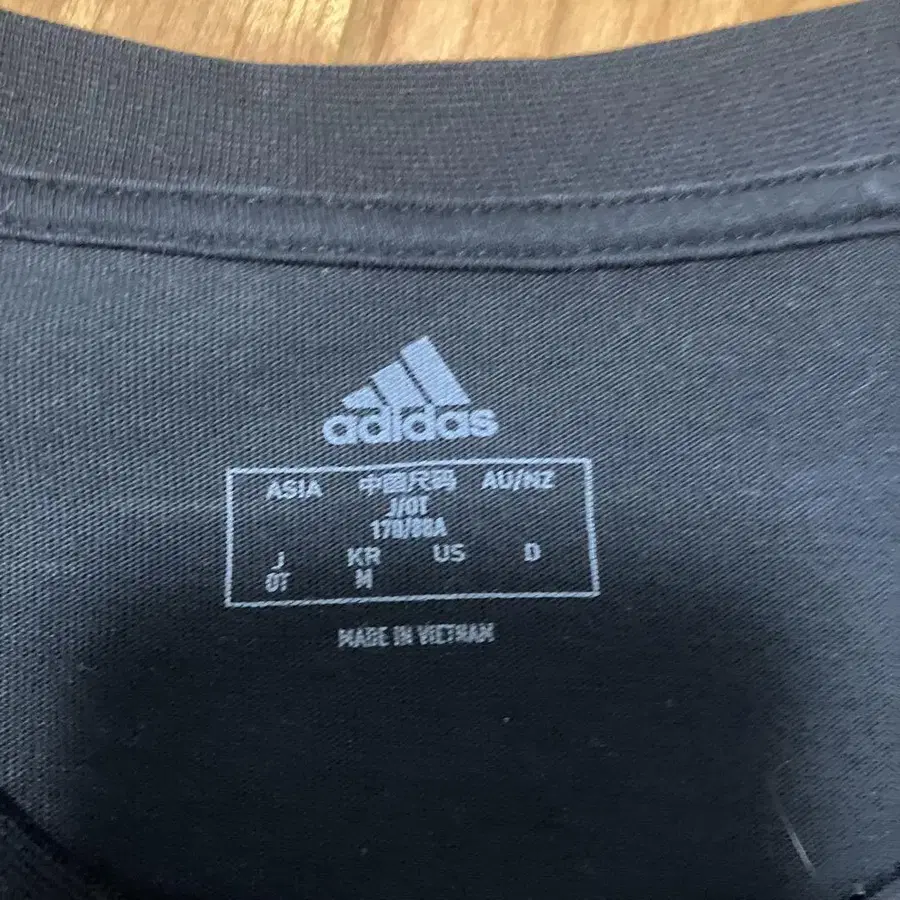 adidas
ASIA 中国尺码 AU/NZ
J/OT
170/88A
J KR US D
OT M
MADE IN VIETNAM